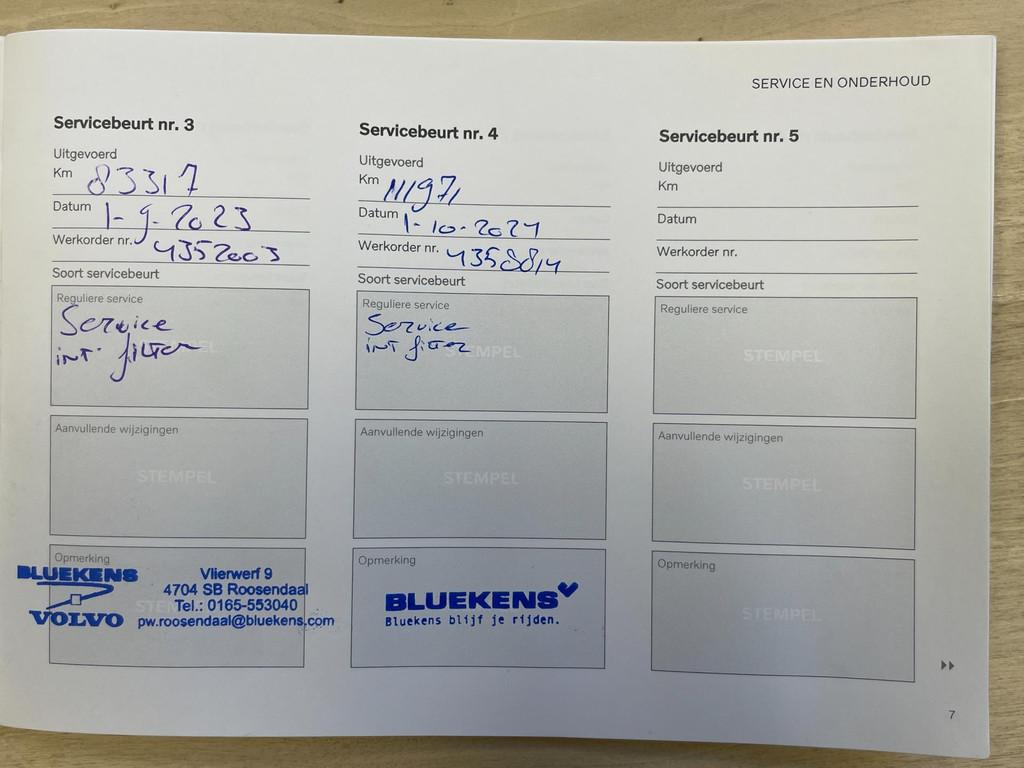 SERVICE EN ONDERHOUD
Servicebeurt nr. 3
Uitgevoerd
Km 83317
Datum 1-9-2023
Werkorder nr. 4352003
Soort servicebeurt
Reguliere service
Service
int. filter
Aanvullende wijzigingen
STEMPEL
Opmerking
BLUEKENS
VOLVO
Vlierwerf 9
4704 SB Roosendaal
Tel.: 0165-553040
pw.roosendaal@bluekens.com
Servicebeurt nr. 4
Uitgevoerd
Km 111971
Datum 1-10-2024
Werkorder nr. 4358814
Soort servicebeurt
Reguliere service
Service
int filter
STEMPEL
Aanvullende wijzigingen
STEMPEL
Opmerking
BLUEKENS
Bluekens blijf je rijden.
Servicebeurt nr. 5
Uitgevoerd
Km
Datum
Werkorder nr.
Soort servicebeurt
Reguliere service
STEMPEL
Aanvullende wijzigingen
STEMPEL
Opmerking
STEMPEL
7